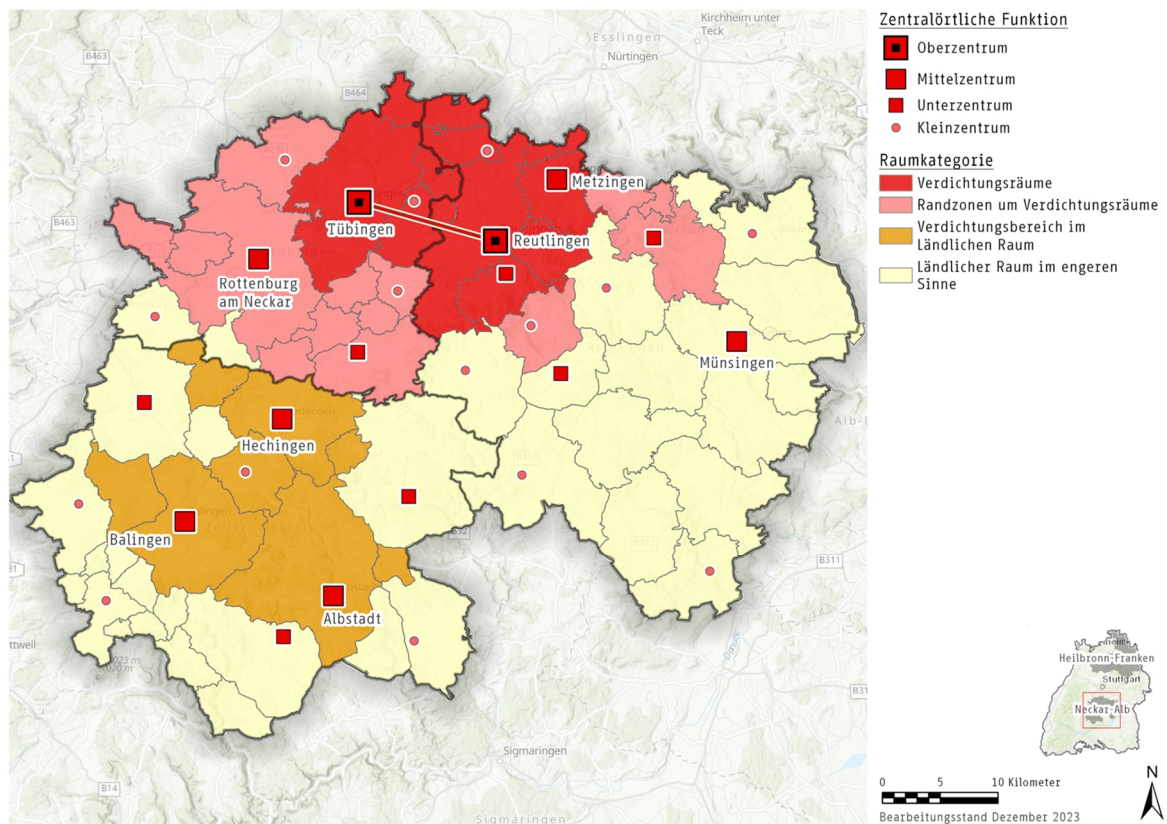 Kirchheim unter
Teck
Esslingen
Nürtingen
B463
B464
Metzingen
B463
Tübingen
Reutlingen
Rottenburg
am Neckar
Münsingen
Hechingen
B313
Balingen
B32
B312
B311
Albstadt
Donau
Sigmaringen
B14
Sigmaringen
Zentralörtliche Funktion
Oberzentrum
Mittelzentrum
Unterzentrum
Kleinzentrum
Raumkategorie
Verdichtungsräume
Randzonen um Verdichtungsräume
Verdichtungsbereich im
Ländlichen Raum
Ländlicher Raum im engeren
Sinne
Heilbronn-Franken
Stuttgart
Neckar-Alb
0 5 10 Kilometer
N
Bearbeitungsstand Dezember 2023